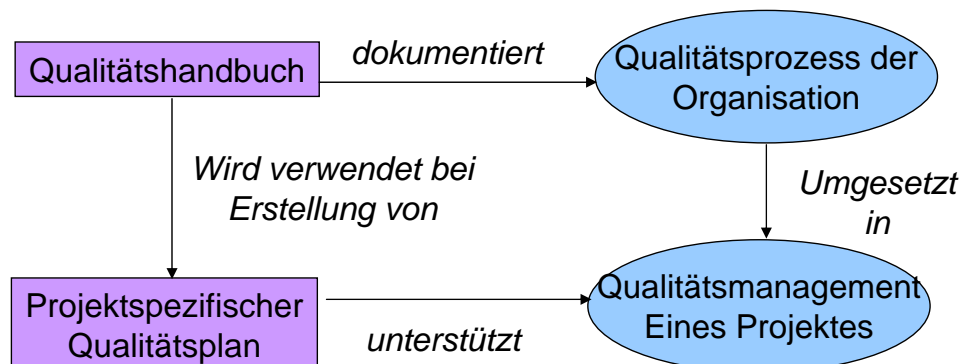 Qualitätshandbuch
dokumentiert
Qualitätsprozess der
Organisation
Wird verwendet bei
Erstellung von
Umgesetzt
in
Projektspezifischer
Qualitätsplan
unterstützt
Qualitätsmanagement
Eines Projektes